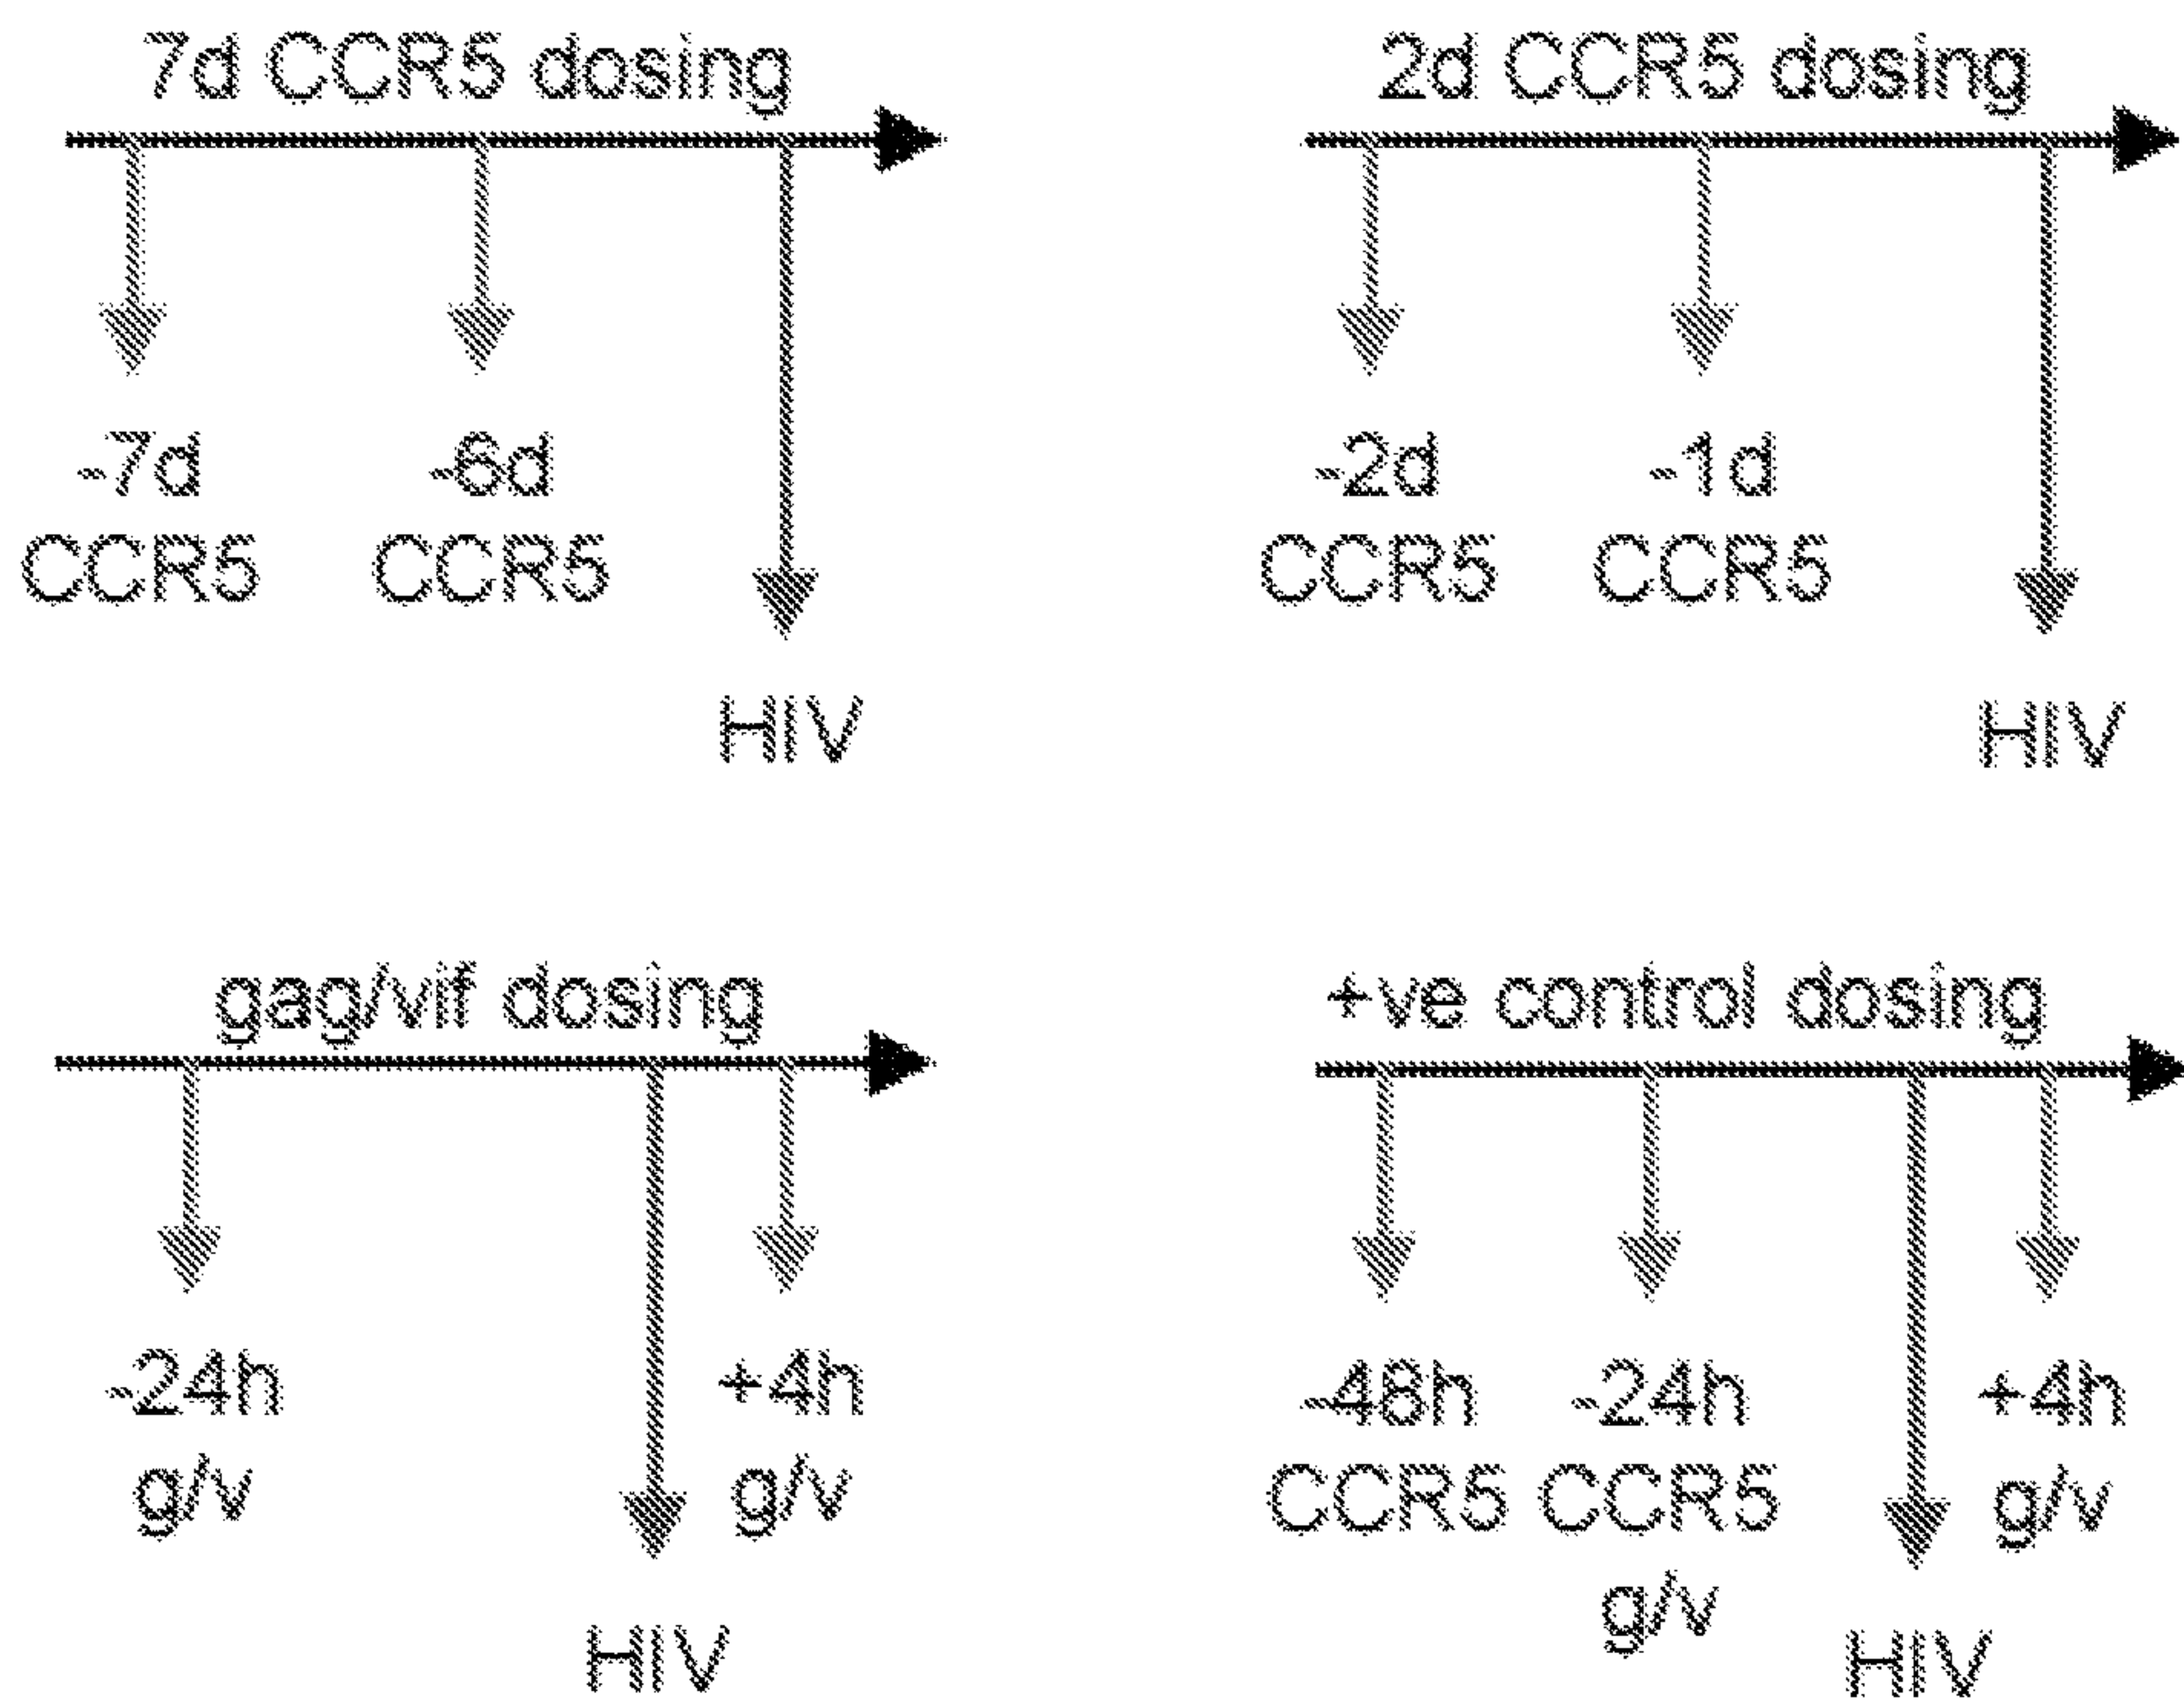 7d CCR5 dosing
-7d
CCR5
-6d
CCR5
HIV
2d CCR5 dosing
-2d
CCR5
-1d
CCR5
HIV
gag/vif dosing
-24h
g/v
HIV
+4h
g/v
+ve control dosing
-48h
CCR5
-24h
CCR5
g/v
HIV
+4h
g/v